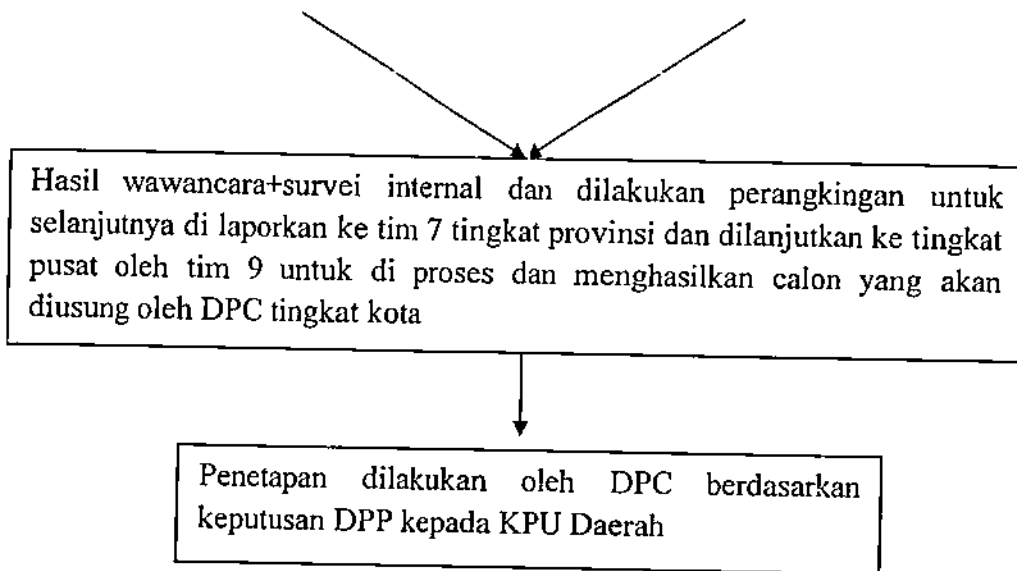 Hasil wawancara+survei internal dan dilakukan perangkingan untuk
selanjutnya di laporkan ke tim 7 tingkat provinsi dan dilanjutkan ke tingkat
pusat oleh tim 9 untuk di proses dan menghasilkan calon yang akan
diusung oleh DPC tingkat kota
Penetapan dilakukan oleh DPC berdasarkan
keputusan DPP kepada KPU Daerah